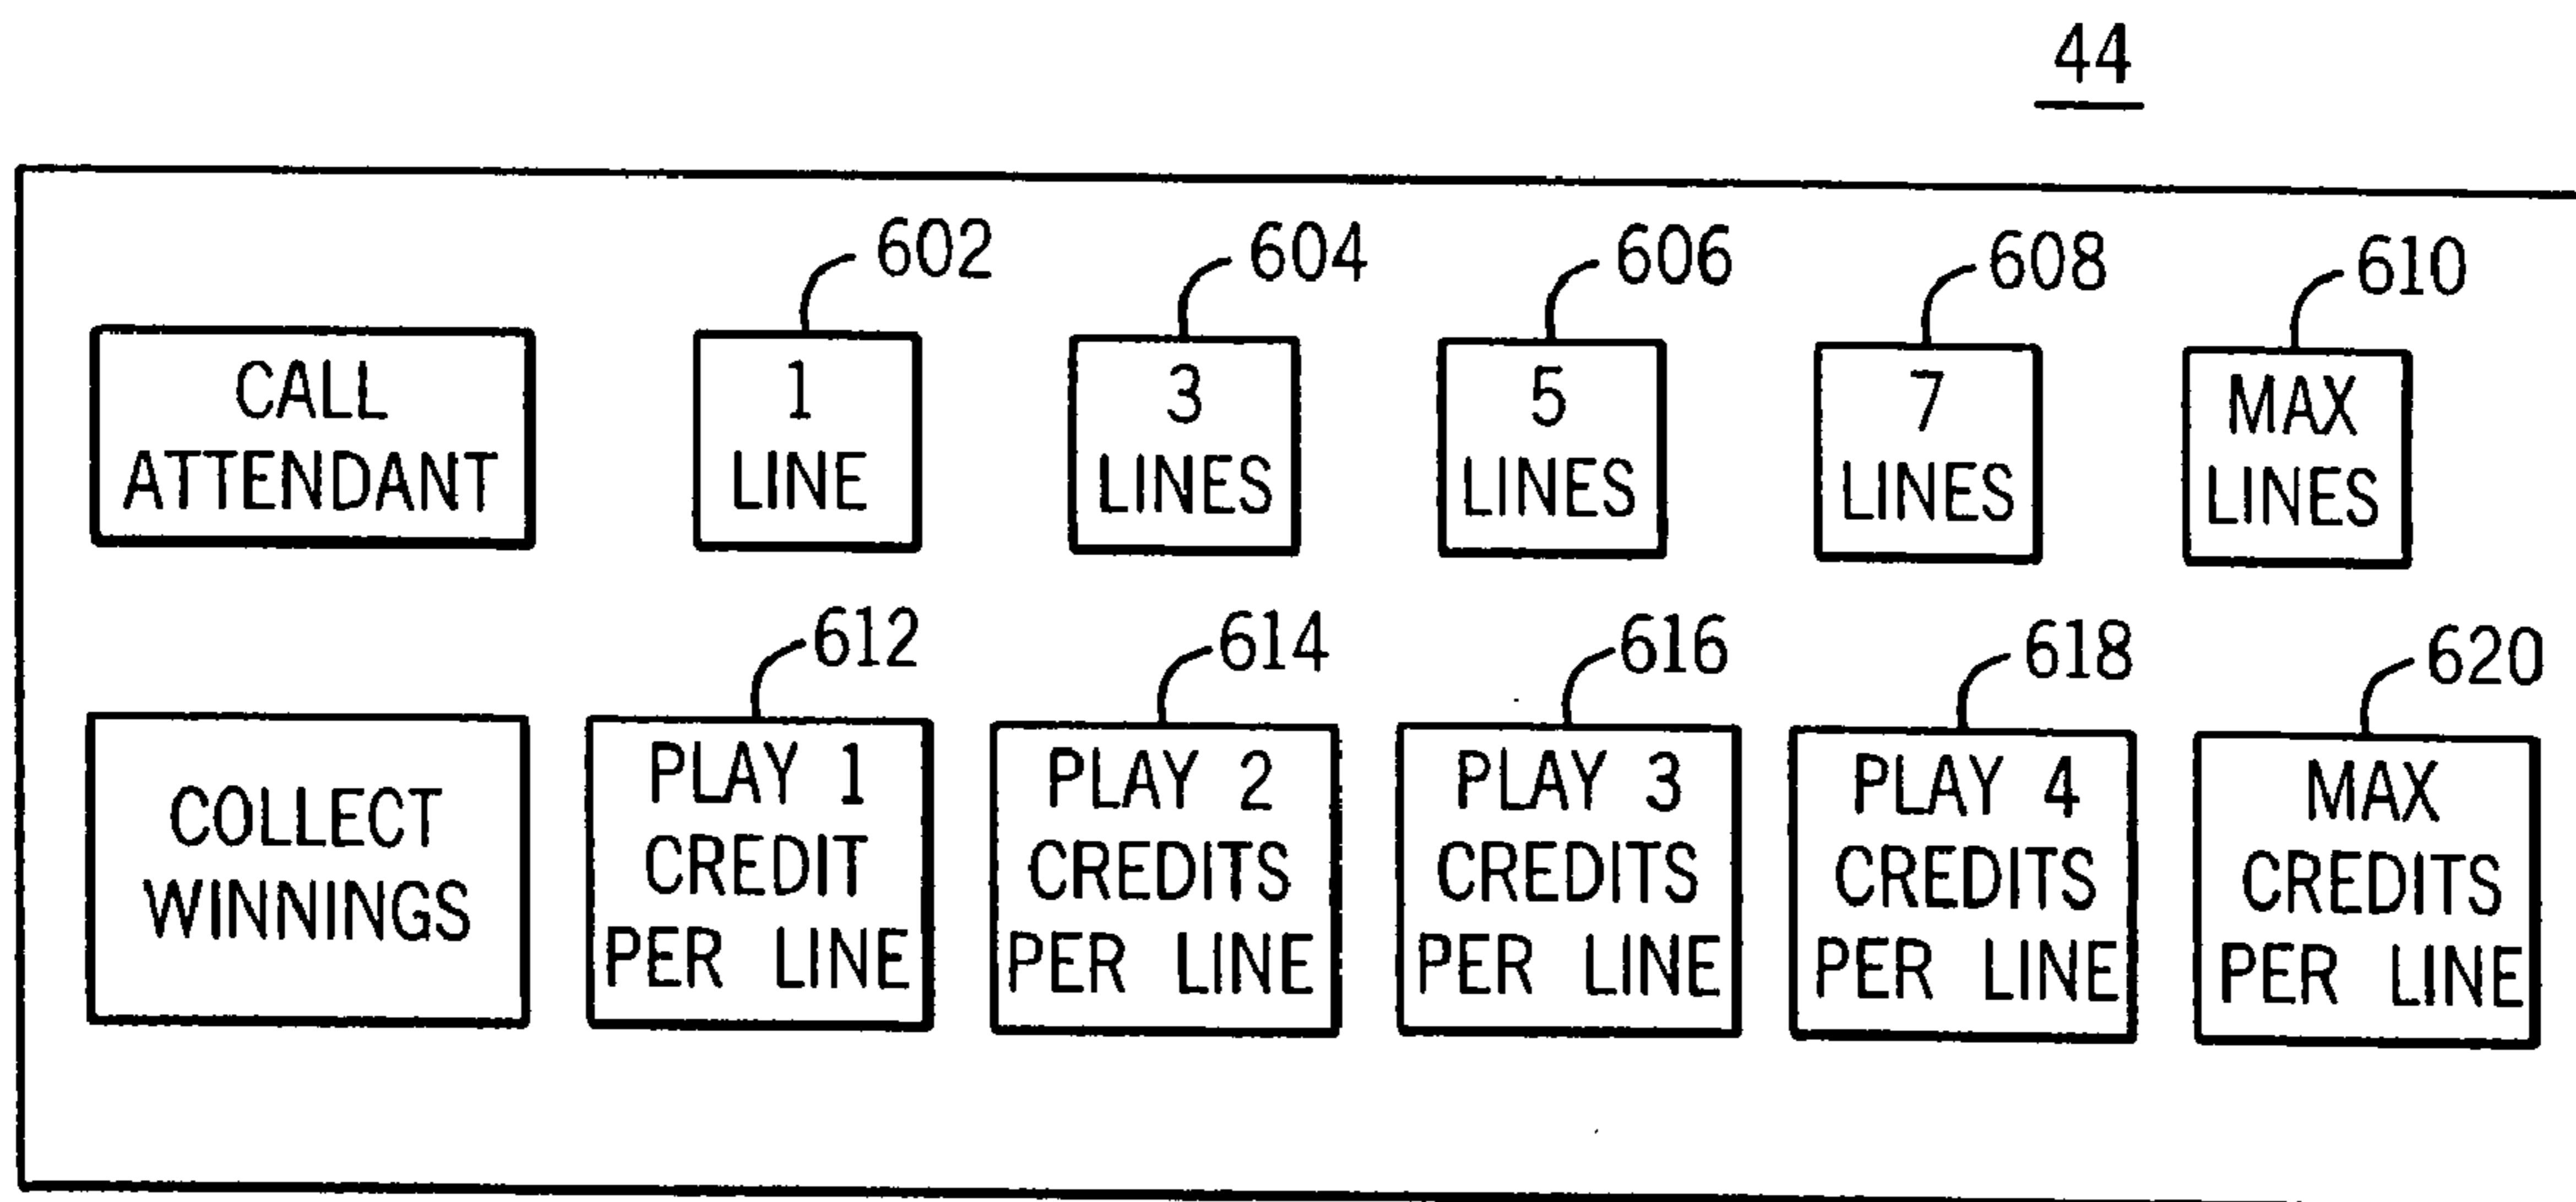 44
602
604
606
608
610
CALL
ATTENDANT
1
LINE
3
LINES
5
LINES
7
LINES
MAX
LINES
612
614
616
618
620
COLLECT
WINNINGS
PLAY 1
CREDIT
PER LINE
PLAY 2
CREDITS
PER LINE
PLAY 3
CREDITS
PER LINE
PLAY 4
CREDITS
PER LINE
MAX
CREDITS
PER LINE